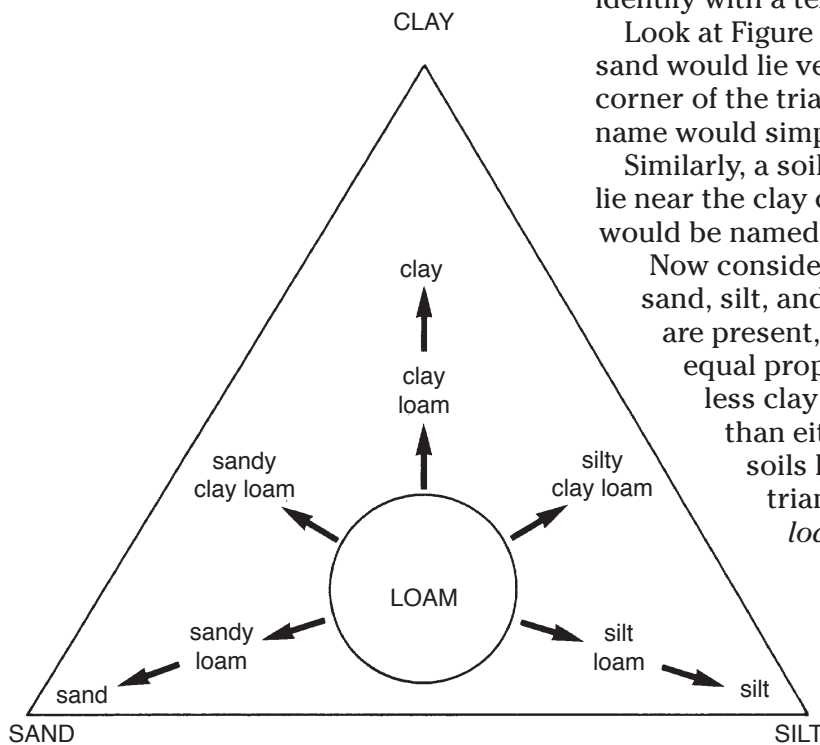 identify with a te
Look at Figure
sand would lie ve
corner of the tria
name would simp
Similarly, a soil
lie near the clay c
would be named
Now conside
sand, silt, and
are present,
equal prop
less clay
than eit
soils l
trian
loc
CLAY
clay
clay
loam
sandy
clay loam
silty
clay loam
LOAM
sandy
loam
silt
loam
sand
silt
SAND
SILT